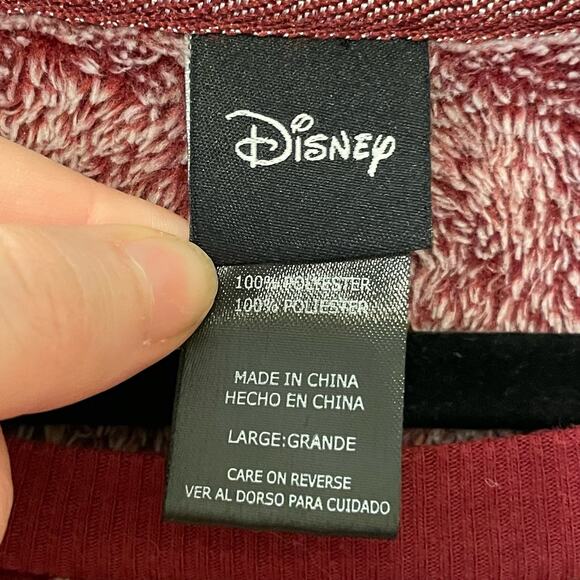 Disney
100% POLYESTER
100% POLIESTER
MADE IN CHINA
HECHO EN CHINA
LARGE:GRANDE
CARE ON REVERSE
VER AL DORSO PARA CUIDADO